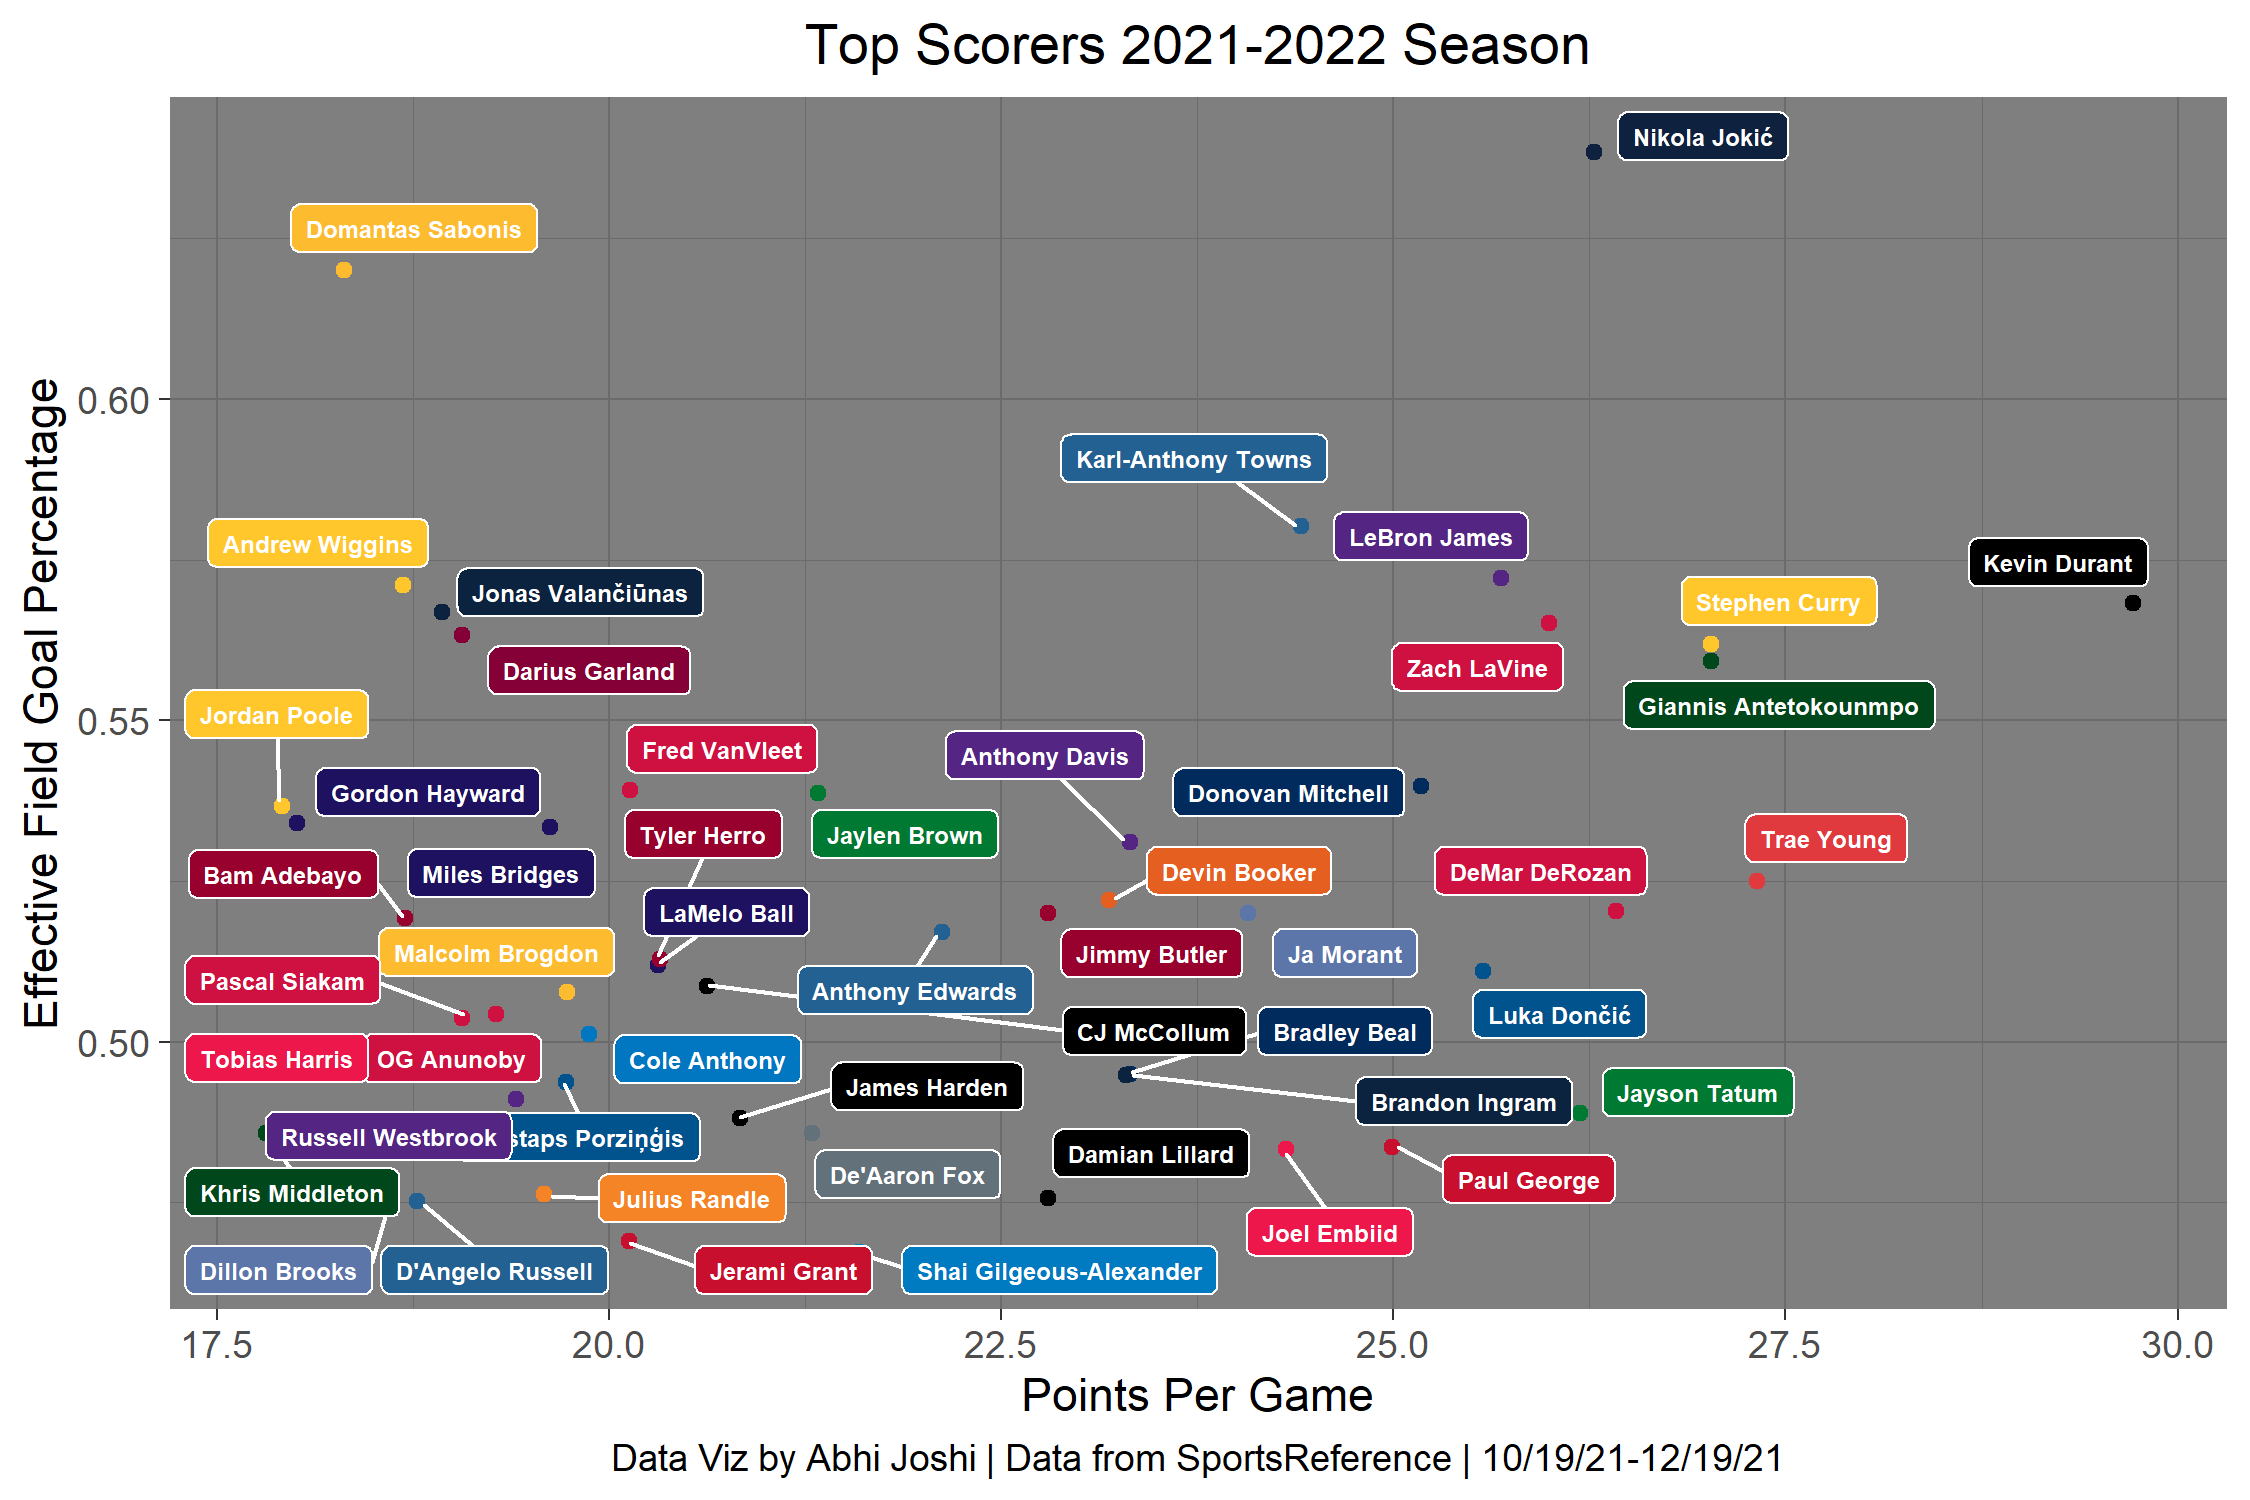 Top Scorers 2021-2022 Season
Nikola Jokić
Domantas Sabonis
Karl-Anthony Towns
LeBron James
Andrew Wiggins
Kevin Durant
Jonas Valančiūnas
Stephen Curry
Darius Garland
Zach LaVine
Giannis Antetokounmpo
Jordan Poole
Fred VanVleet
Anthony Davis
Gordon Hayward
Donovan Mitchell
Tyler Herro
Jaylen Brown
Trae Young
Bam Adebayo
Miles Bridges
Devin Booker
DeMar DeRozan
LaMelo Ball
Malcolm Brogdon
Jimmy Butler
Ja Morant
Pascal Siakam
Anthony Edwards
Luka Dončić
CJ McCollum
Bradley Beal
Tobias Harris
OG Anunoby
Cole Anthony
James Harden
Brandon Ingram
Jayson Tatum
Russell Westbrook
staps Porziņģis
Damian Lillard
De'Aaron Fox
Paul George
Khris Middleton
Julius Randle
Joel Embiid
Dillon Brooks
D'Angelo Russell
Jerami Grant
Shai Gilgeous-Alexander
Effective Field Goal Percentage
0.60
0.55
0.50
17.5
20.0
22.5
25.0
27.5
30.0
Points Per Game
Data Viz by Abhi Joshi | Data from SportsReference | 10/19/21-12/19/21